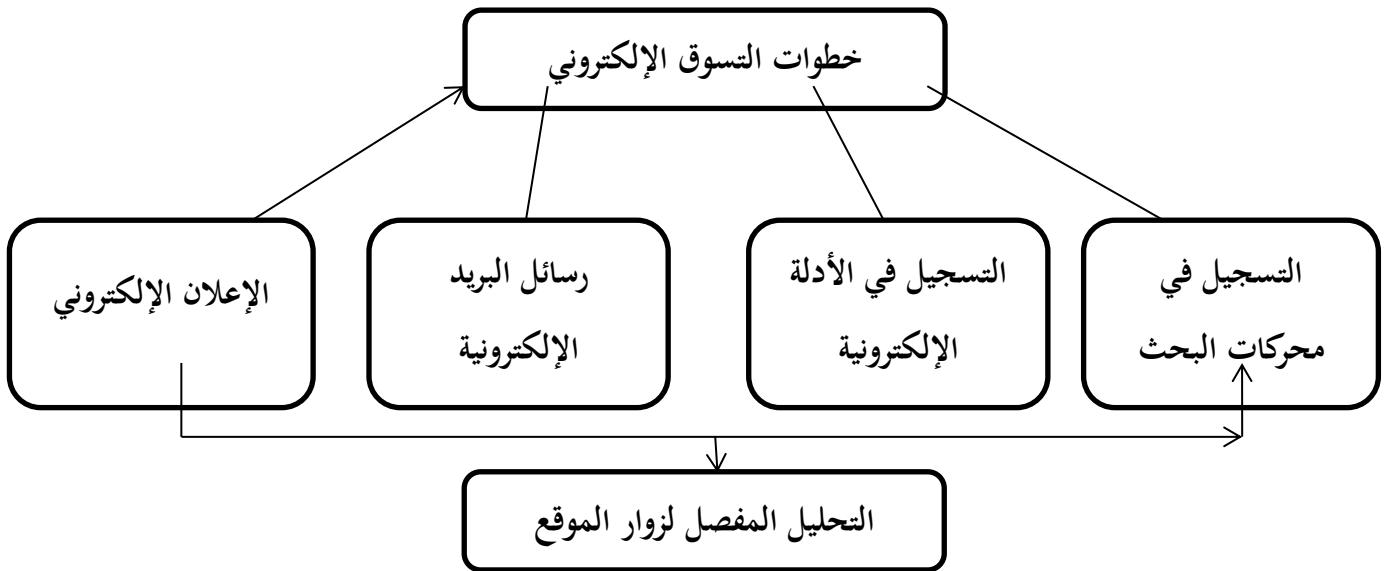 خطوات التسوق الإلكتروني
التسجيل في
محركات البحث
التسجيل في الأدلة
الإلكترونية
رسائل البريد
الإلكترونية
الإعلان الإلكتروني
التحليل المفصل لزوار الموقع